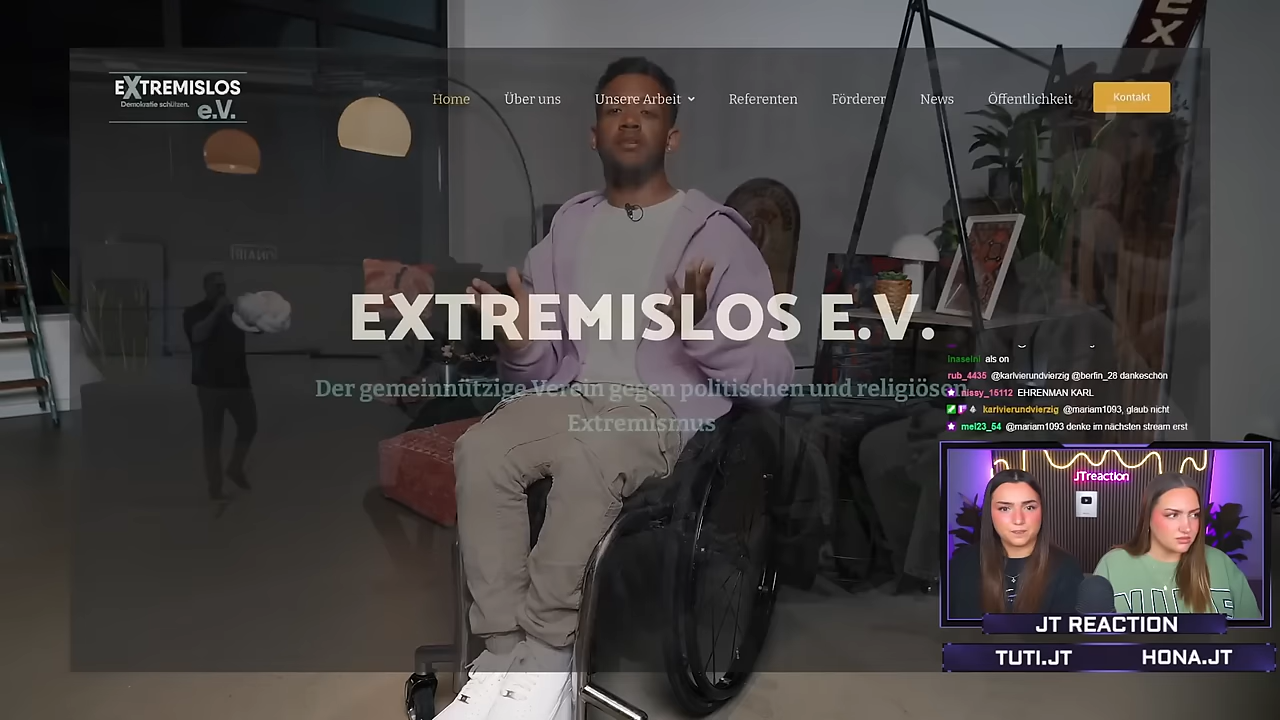 EXTREMISLOS
Demokratie schützen.
e.V.
Home
Über uns
Unsere Arbeit
Referenten
Förderer
News
Öffentlichkeit
Kontakt
EX
EXTREMISLOS E.V.
Der gemeinnützige Verein gegen politischen und religiösen
Extremismus
als on
rub_4435 @karlvierundvierzig @berfin_28 dankeschön
nissy_15112 EHRENMAN KARL
karlvierundvierzig @mariam1093, glaub nicht
mel23_54 @mariam1093 denke im nächsten stream erst
JTreaction
JT REACTION
TUTI.JT
HONA.JT